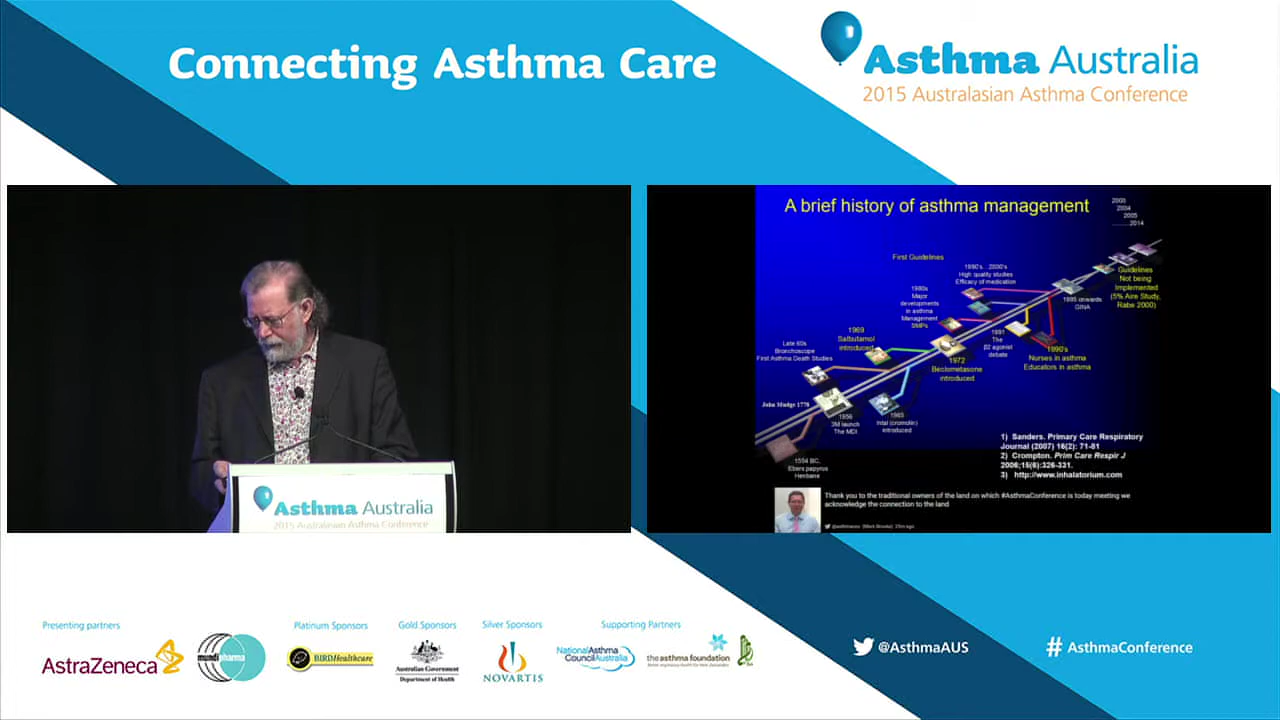 Connecting Asthma Care
Asthma Australia
2015 Australasian Asthma Conference
A brief history of asthma management
2000
2004
2005
........2014
First Guidelines
1990's .. 2000's
High quality studies
Efficacy of medication
Guidelines
Not being
Implemented
(5% Aire Study,
Rabe 2000)
1980s
Major
developments
in asthma
Management
SMPs
1995 onwards
GINA
1969
Salbutamol
introduced
1991
The
β2 agonist
debate
Late 60s
Bronchoscope
First Asthma Death Studies
1990's
Nurses in asthma
Educators in asthma
1972
Beclometasone
introduced
John Mudge 1778
1956
3M launch
The MDI
1965
Intal (cromolin)
introduced
1554 BC,
Ebers papyrus
Henbane
1) Sanders. Primary Care Respiratory
Journal (2007) 16(2): 71-81
2) Crompton. Prim Care Respir J
2006;15(6):326-331.
3) http://www.inhalatorium.com
Thank you to the traditional owners of the land on which #AsthmaConference is today meeting we
acknowledge the connection to the land
Asthma Australia
2015 Australasian Asthma Conference
Presenting partners
Platinum Sponsors
Gold Sponsors
Silver Sponsors
Supporting Partners
AstraZeneca
mundipharma
BIRDHealthcare
Australian Government
Department of Health
NOVARTIS
National Asthma
Council Australia
the asthma foundation
@AsthmaAUS
# AsthmaConference